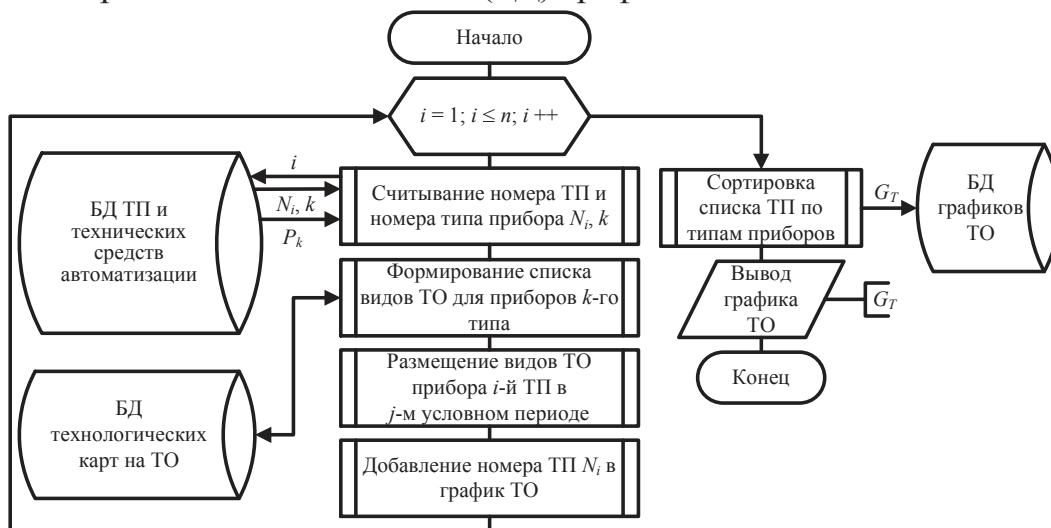 Начало
i = 1; i ≤ n; i ++
i
N_i, k
P_k
БД ТП и
технических
средств
автоматизации
Считывание номера ТП и
номера типа прибора N_i, k
Формирование списка
видов ТО для приборов k-го
типа
Размещение видов ТО
прибора i-й ТП в
j-м условном периоде
Добавление номера ТП N_i в
график ТО
БД
технологических
карт на ТО
Сортировка
списка ТП по
типам приборов
G_T
БД
графиков
ТО
Вывод
графика
ТО
G_T
Конец